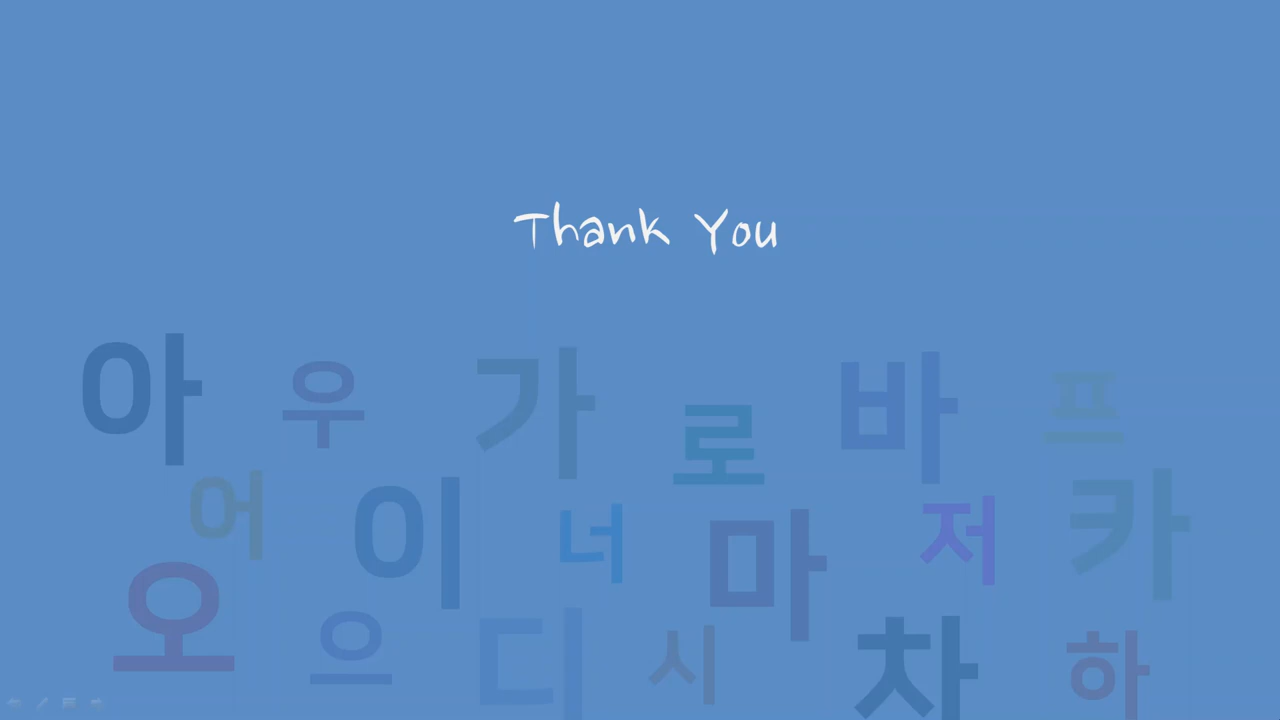 Thank You
아 우 가 로 바 프
어 이 너 마 저 카
오 으 디 시 차 하